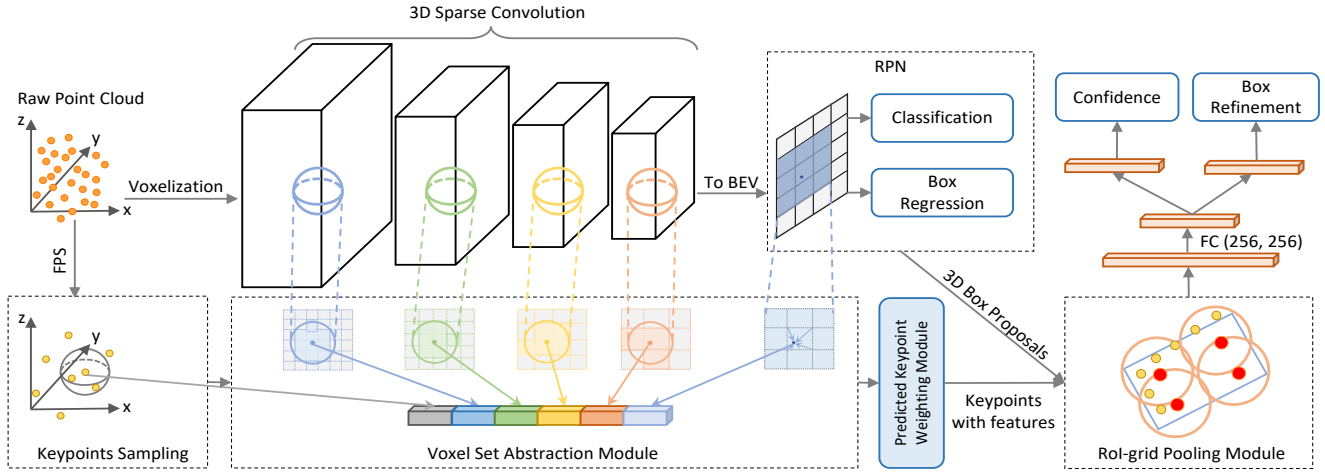 3D Sparse Convolution
Raw Point Cloud
z
y
x
Voxelization
FPS
To BEV
RPN
Classification
Box
Regression
Confidence
Box
Refinement
FC (256, 256)
3D Box Proposals
z
y
x
Keypoints Sampling
Voxel Set Abstraction Module
Predicted Keypoint
Weighting Module
Keypoints
with features
RoI-grid Pooling Module